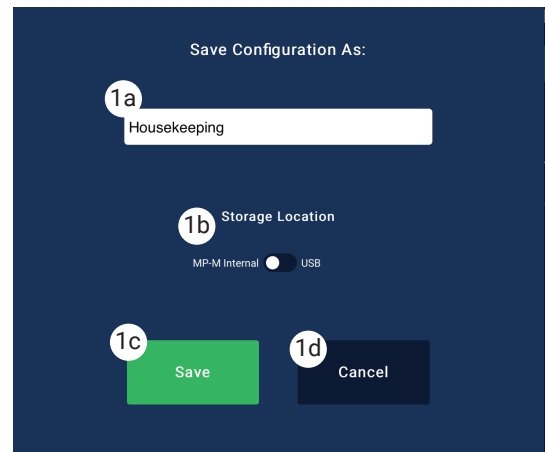 Save Configuration As:
1a
Housekeeping
1b
Storage Location
MP-M Internal USB
1c
Save
1d
Cancel